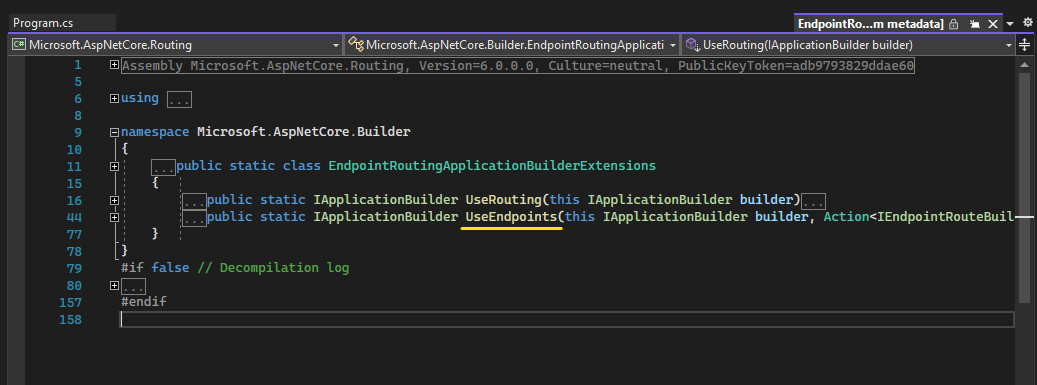 Program.cs
EndpointRo...m metadata]
C# Microsoft.AspNetCore.Routing
Microsoft.AspNetCore.Builder.EndpointRoutingApplicati
UseRouting(IApplicationBuilder builder)
1 Assembly Microsoft.AspNetCore.Routing, Version=6.0.0.0, Culture=neutral, PublicKeyToken=adb9793829ddae60
5
6 using ...
8
9 namespace Microsoft.AspNetCore.Builder
10 {
11 ...public static class EndpointRoutingApplicationBuilderExtensions
15 {
16 ...public static IApplicationBuilder UseRouting(this IApplicationBuilder builder)...
44 ...public static IApplicationBuilder UseEndpoints(this IApplicationBuilder builder, Action<IEndpointRouteBuil
77 }
78 }
79 #if false // Decompilation log
80 ...
157 #endif
158